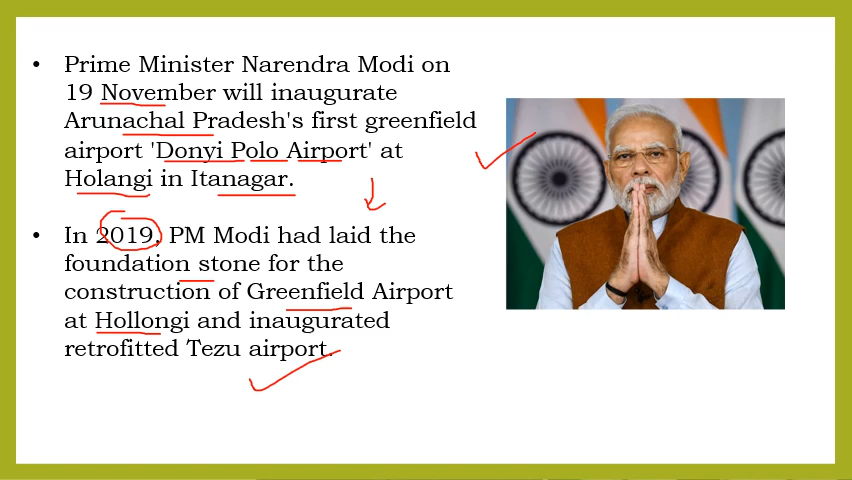 • Prime Minister Narendra Modi on
19 November will inaugurate
Arunachal Pradesh's first greenfield
airport 'Donyi Polo Airport' at
Holangi in Itanagar.
• In 2019, PM Modi had laid the
foundation stone for the
construction of Greenfield Airport
at Hollongi and inaugurated
retrofitted Tezu airport.